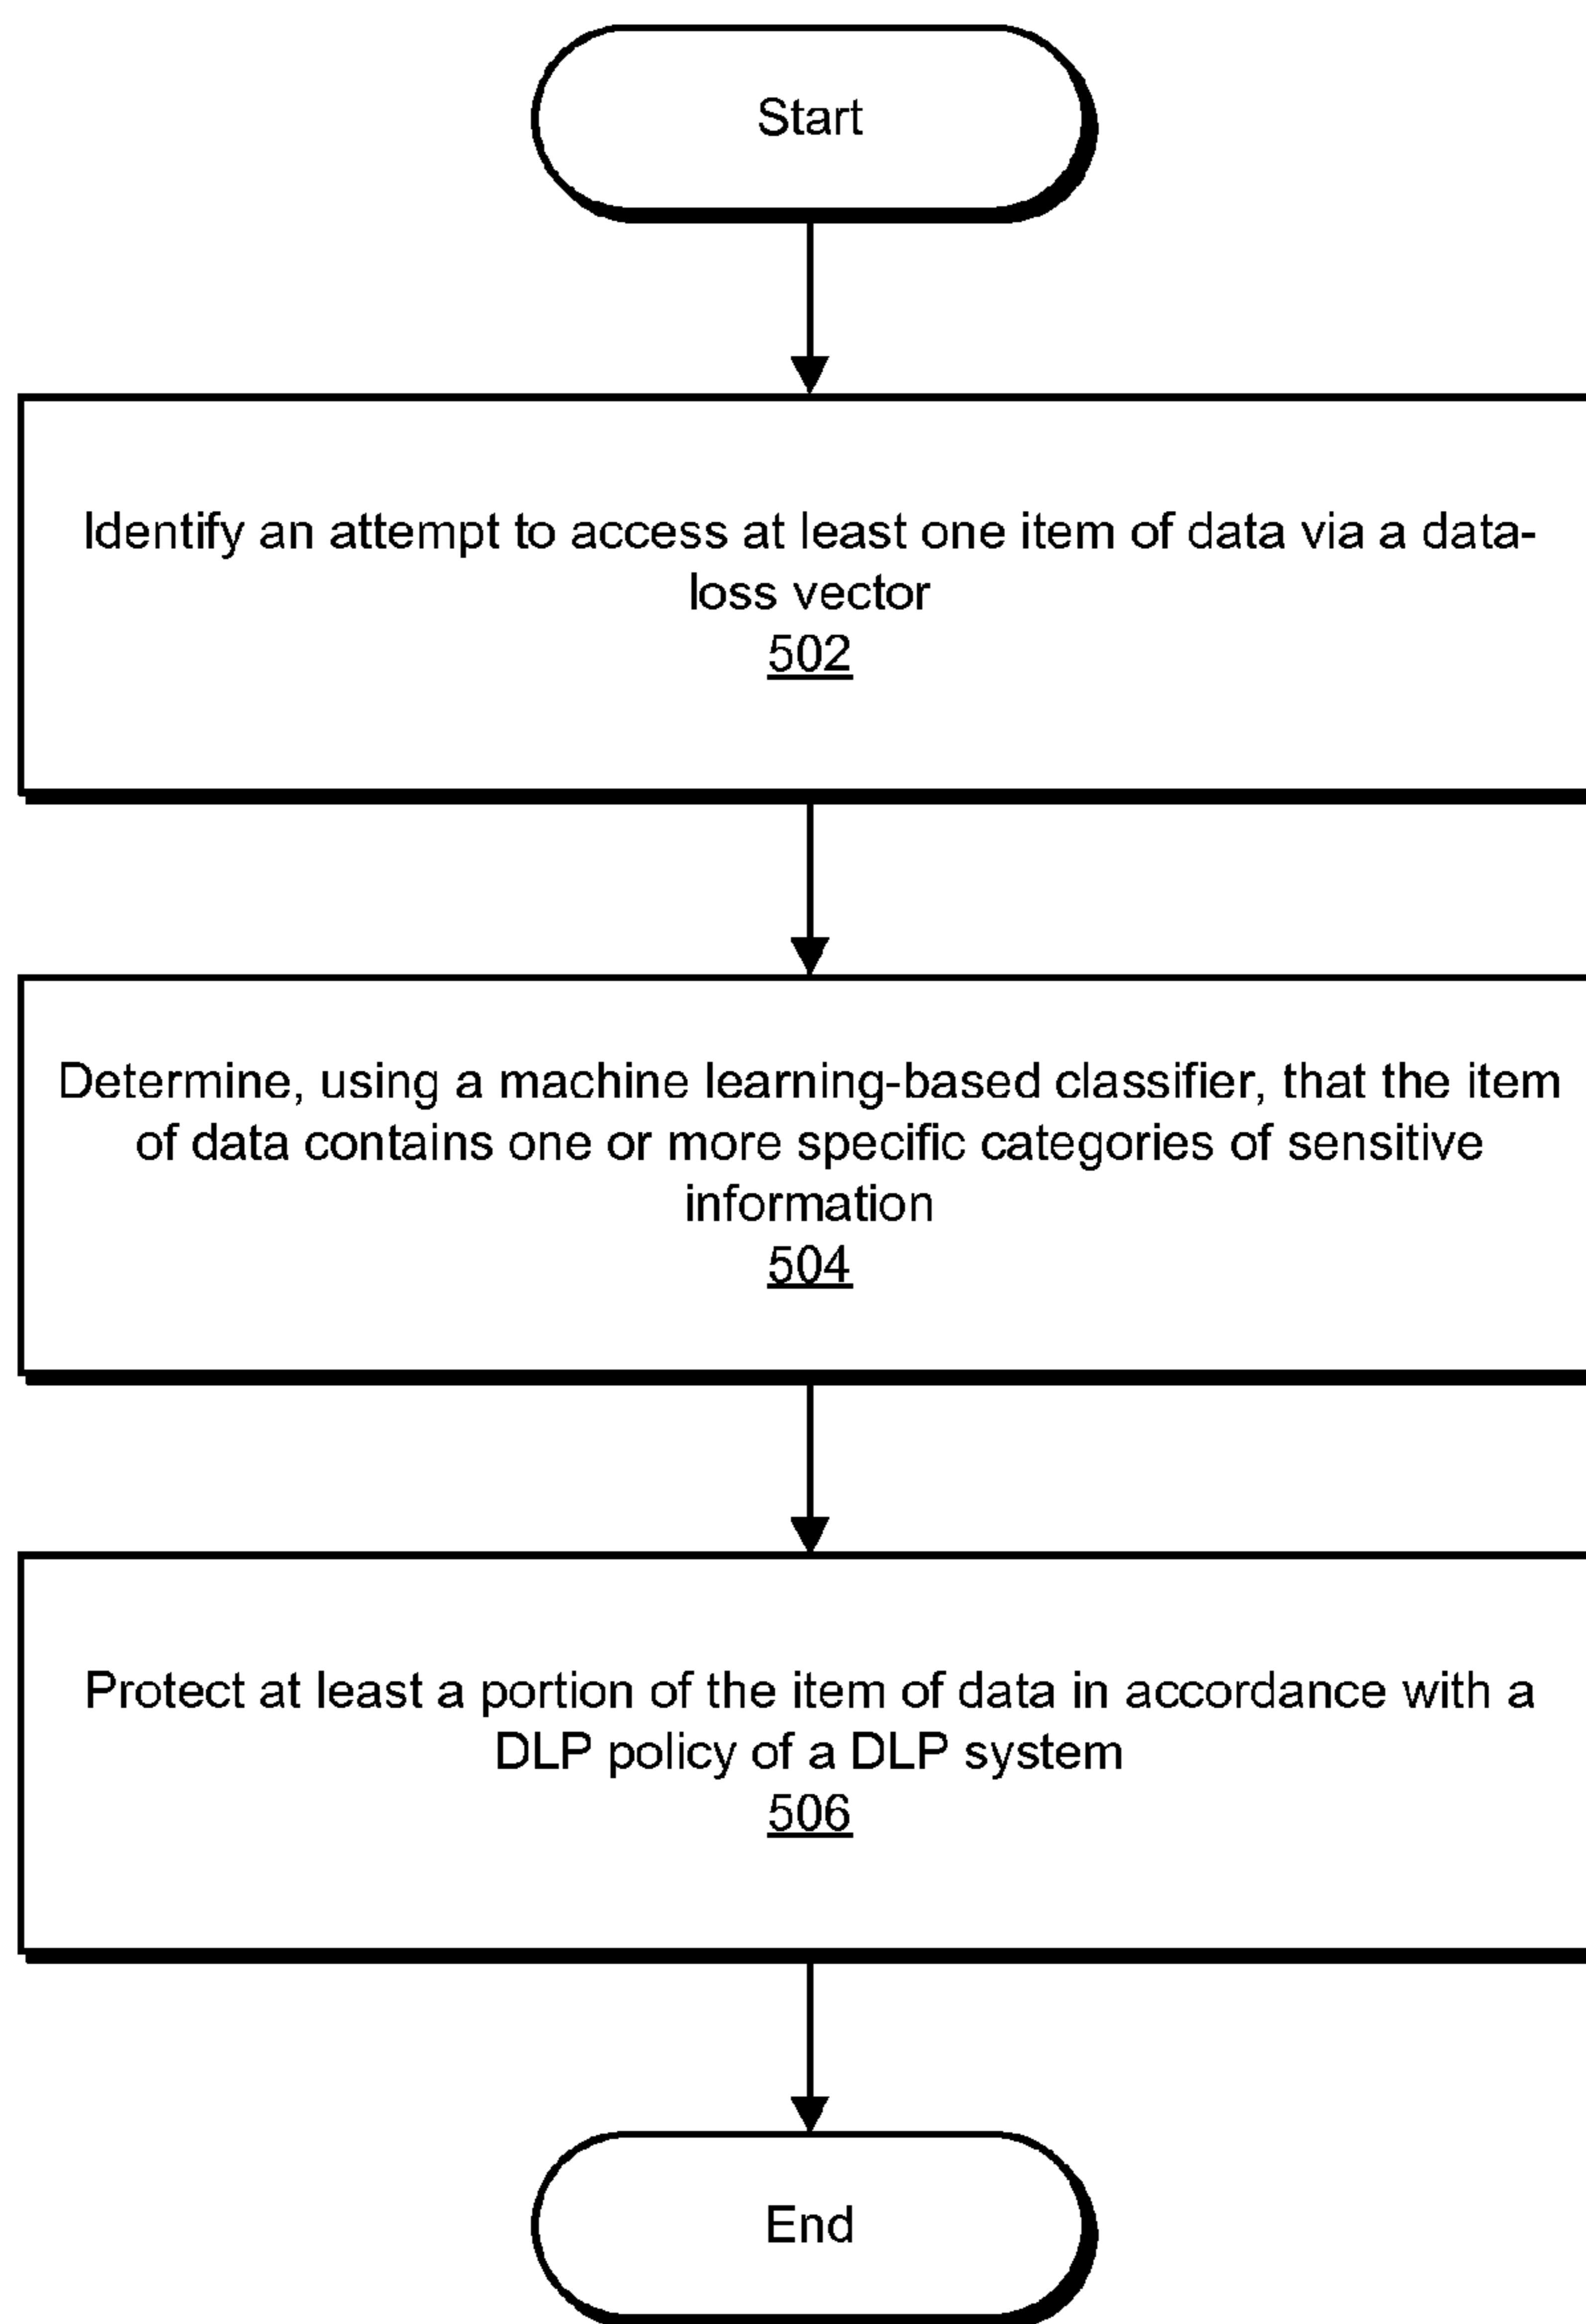 Start
Identify an attempt to access at least one item of data via a data-
loss vector
502
Determine, using a machine learning-based classifier, that the item
of data contains one or more specific categories of sensitive
information
504
Protect at least a portion of the item of data in accordance with a
DLP policy of a DLP system
506
End